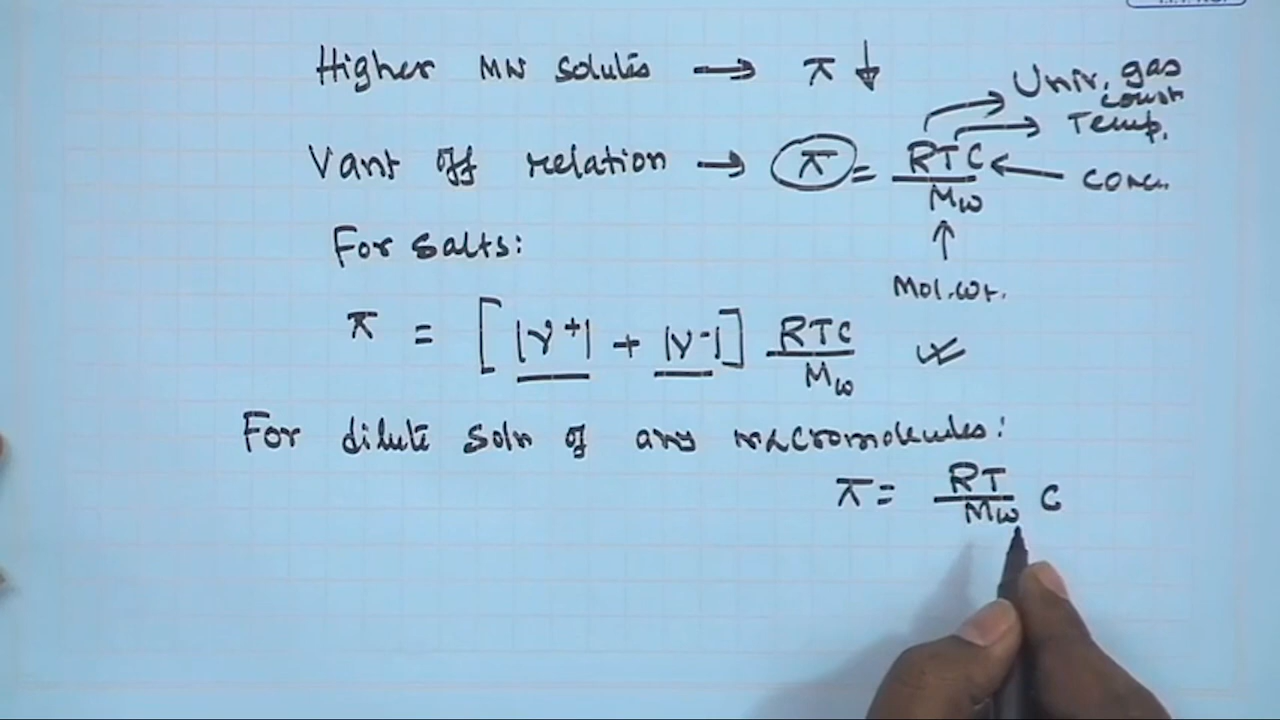 Higher MW solutes → π ↓
Univ. gas const
Temp.
Vant off relation → π = RTC / Mw ← conc.
↑
Mol. wt.
For salts:
π = [|ν⁺| + |ν⁻|] RTC / Mw
For dilute soln of any macromolecules:
π = RT / Mw C